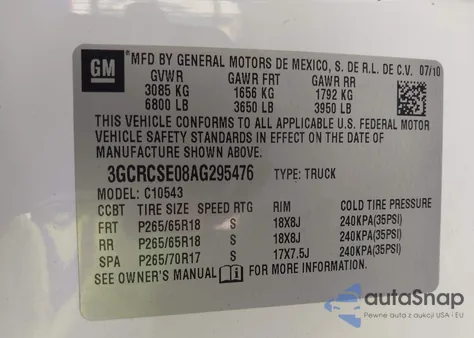 GM MFD BY GENERAL MOTORS DE MEXICO, S. DE R.L. DE C.V. 07/10
GVWR GAWR FRT GAWR RR
3085 KG 1656 KG 1792 KG
6800 LB 3650 LB 3950 LB
THIS VEHICLE CONFORMS TO ALL APPLICABLE U.S. FEDERAL MOTOR
VEHICLE SAFETY STANDARDS IN EFFECT ON THE DATE OF
MANUFACTURE SHOWN ABOVE.
3GCRCSE08AG295476 TYPE: TRUCK
MODEL: C10543
CCBT TIRE SIZE SPEED RTG RIM COLD TIRE PRESSURE
FRT P265/65R18 S 18X8J 240KPA(35PSI)
RR P265/65R18 S 18X8J 240KPA(35PSI)
SPA P265/70R17 S 17X7.5J 240KPA(35PSI)
SEE OWNER'S MANUAL FOR MORE INFORMATION.
autaSnap
Pewne auta z aukcji USA i EU